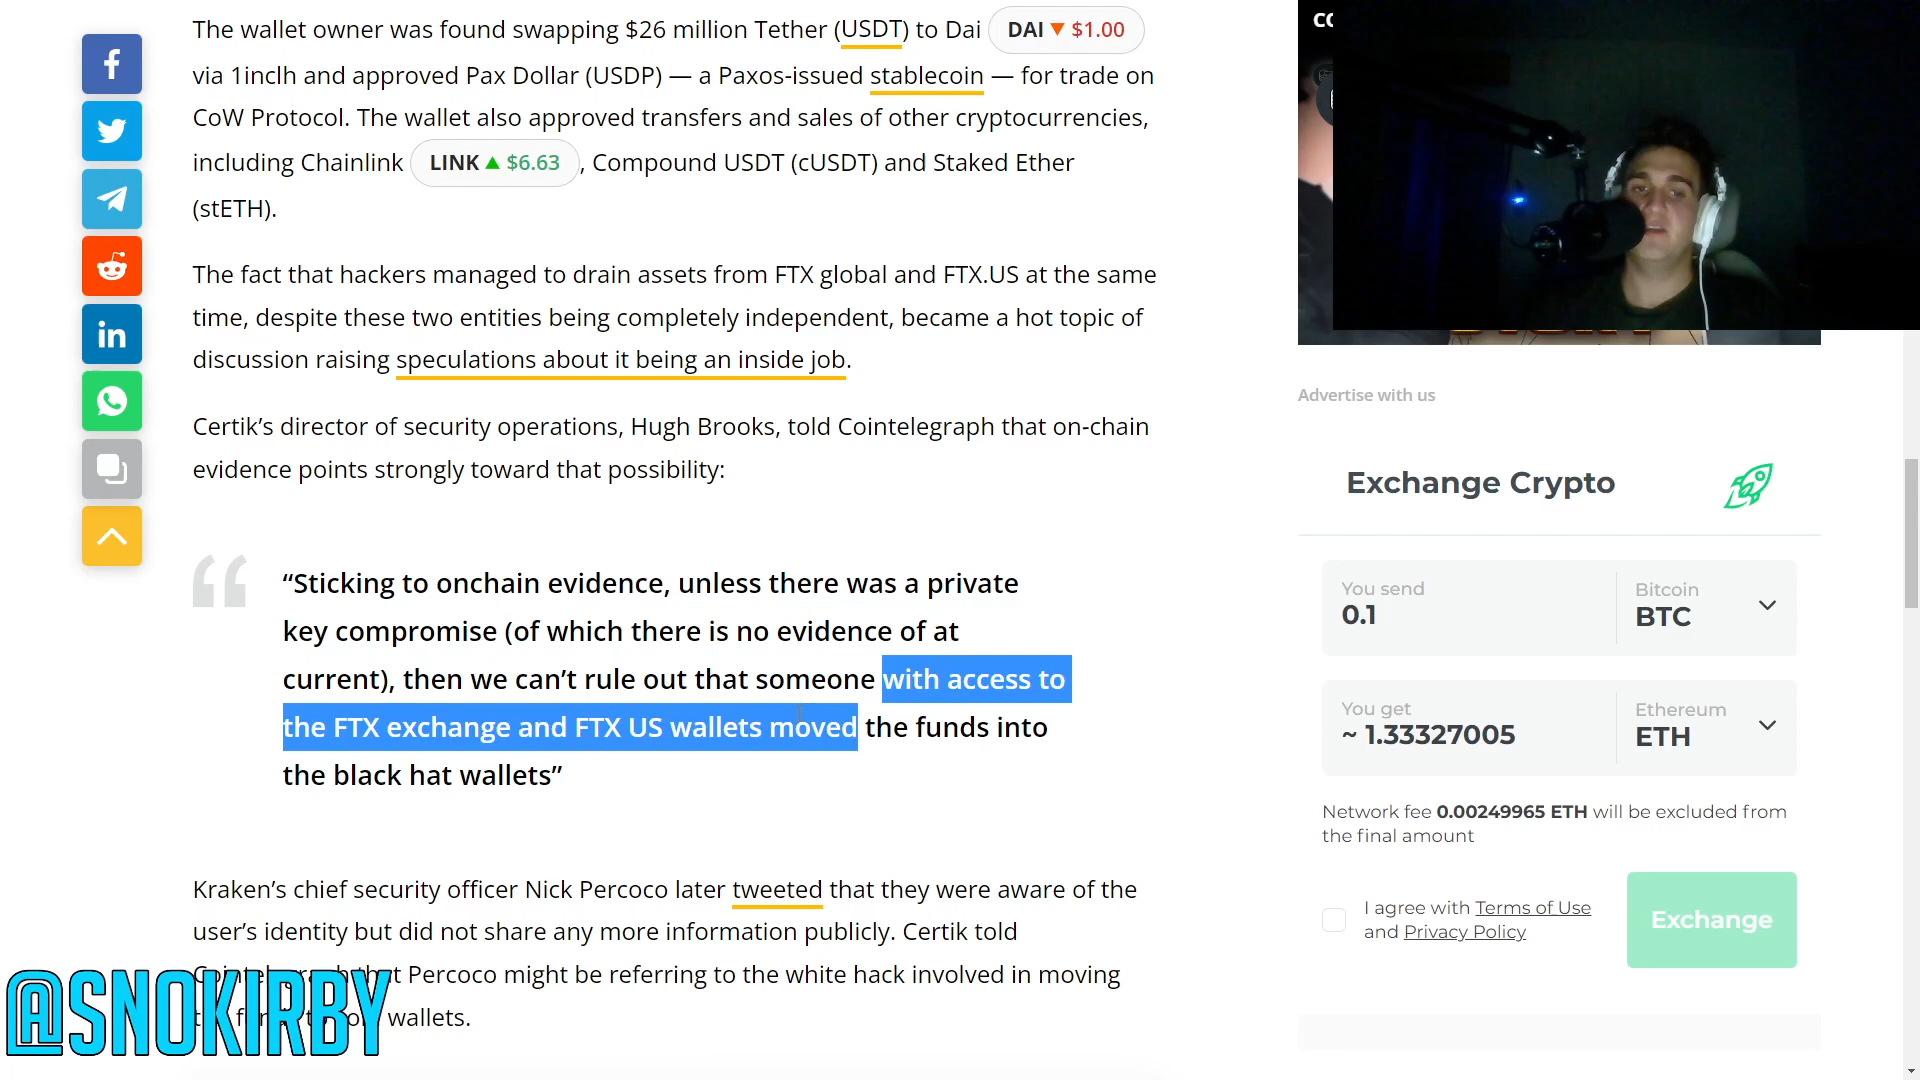 The wallet owner was found swapping $26 million Tether (USDT) to Dai DAI ▼ $1.00
via 1inclh and approved Pax Dollar (USDP) — a Paxos-issued stablecoin — for trade on
CoW Protocol. The wallet also approved transfers and sales of other cryptocurrencies,
including Chainlink LINK ▲ $6.63 , Compound USDT (cUSDT) and Staked Ether
(stETH).
The fact that hackers managed to drain assets from FTX global and FTX.US at the same
time, despite these two entities being completely independent, became a hot topic of
discussion raising speculations about it being an inside job.
Certik’s director of security operations, Hugh Brooks, told Cointelegraph that on-chain
evidence points strongly toward that possibility:
“Sticking to onchain evidence, unless there was a private
key compromise (of which there is no evidence of at
current), then we can’t rule out that someone with access to
the FTX exchange and FTX US wallets moved the funds into
the black hat wallets”
Kraken’s chief security officer Nick Percoco later tweeted that they were aware of the
user’s identity but did not share any more information publicly. Certik told
Percoco might be referring to the white hack involved in moving
wallets.
@SNOKIRBY
Advertise with us
Exchange Crypto
You send
0.1
Bitcoin
BTC
You get
~ 1.33327005
Ethereum
ETH
Network fee 0.00249965 ETH will be excluded from
the final amount
I agree with Terms of Use
and Privacy Policy
Exchange